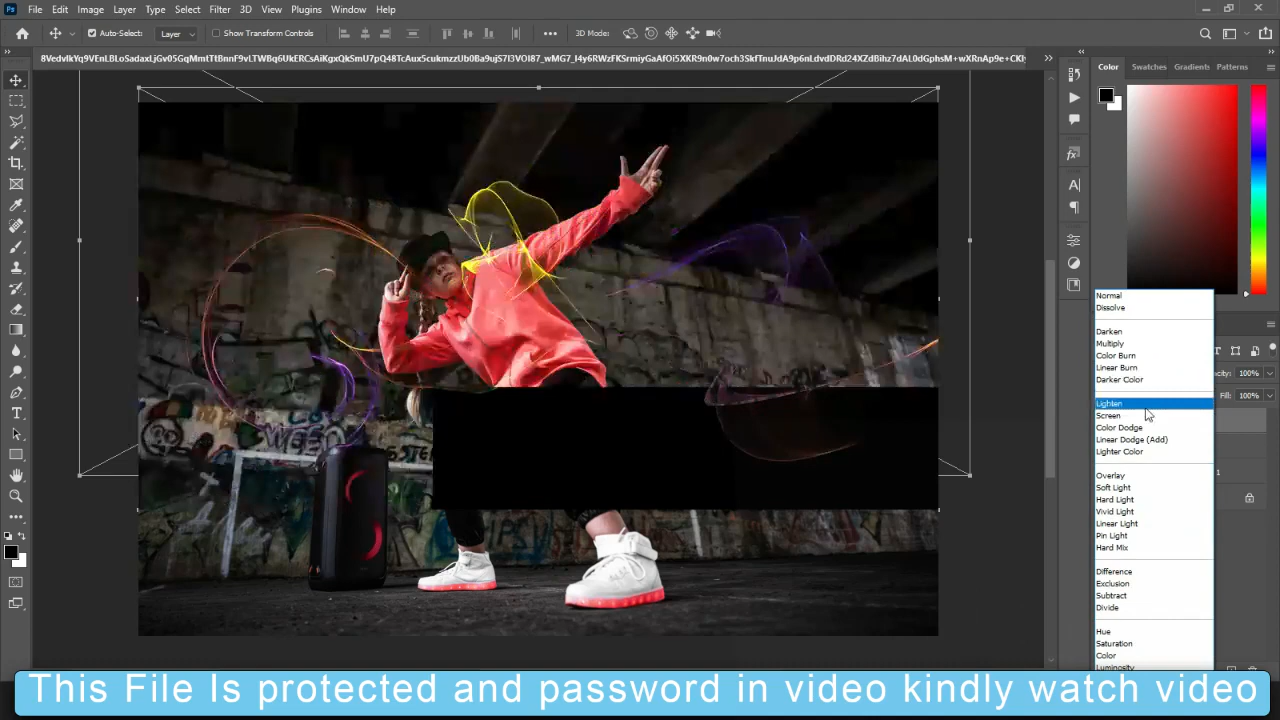 Ps File Edit Image Layer Type Select Filter 3D View Plugins Window Help
Auto-Select: Layer Show Transform Controls ••• 3D Mode:
Color Swatches Gradients Patterns
Normal
Dissolve
Darken
Multiply
Color Burn
Linear Burn
Darker Color
Lighten
Screen
Color Dodge
Linear Dodge (Add)
Lighter Color
Overlay
Soft Light
Hard Light
Vivid Light
Linear Light
Pin Light
Hard Mix
Difference
Exclusion
Subtract
Divide
Hue
Saturation
Color
Luminosity
100%
Fill: 100%
This File Is protected and password in video kindly watch video